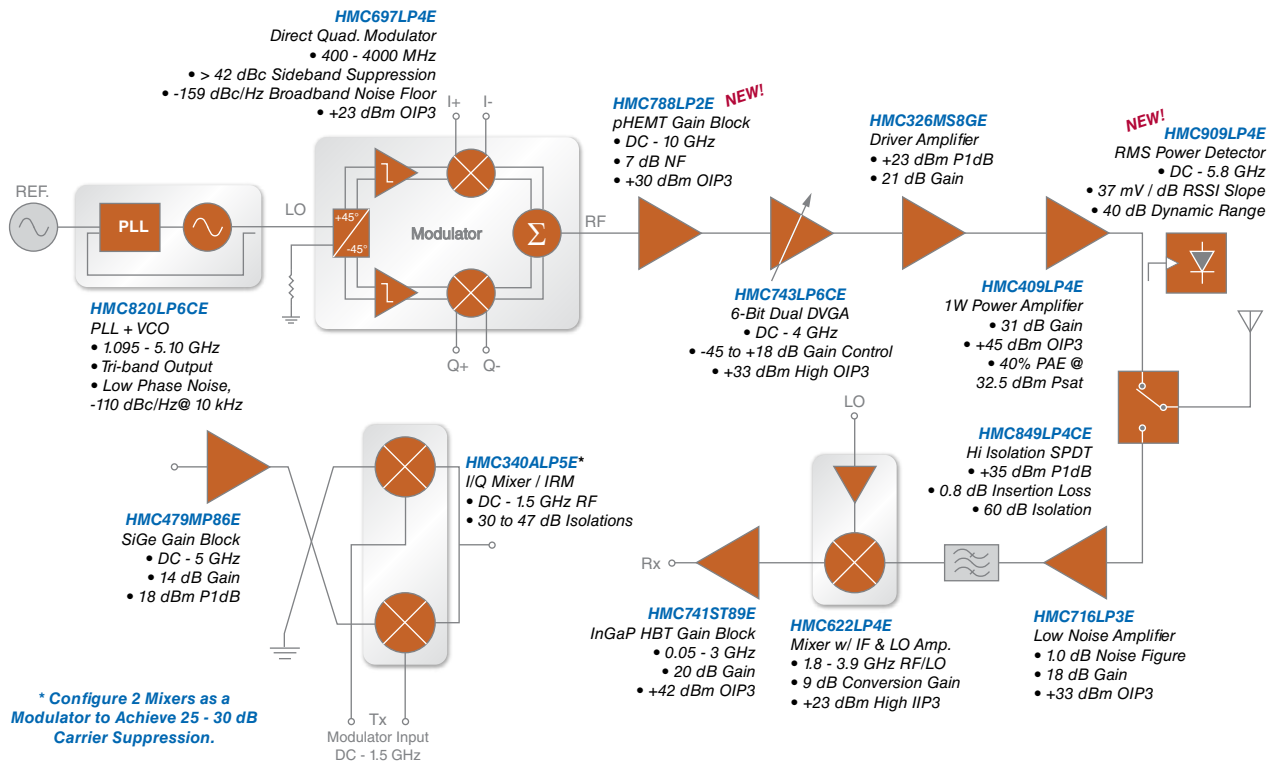 HMC697LP4E
Direct Quad. Modulator
• 400 - 4000 MHz
• > 42 dBc Sideband Suppression
• -159 dBc/Hz Broadband Noise Floor
• +23 dBm OIP3
I+ I-
HMC788LP2E NEW!
pHEMT Gain Block
• DC - 10 GHz
• 7 dB NF
• +30 dBm OIP3
HMC326MS8GE
Driver Amplifier
• +23 dBm P1dB
• 21 dB Gain
NEW!
HMC909LP4E
RMS Power Detector
• DC - 5.8 GHz
• 37 mV / dB RSSI Slope
• 40 dB Dynamic Range
REF.
PLL
LO
+45°
-45°
Modulator
Σ
RF
Q+ Q-
HMC820LP6CE
PLL + VCO
• 1.095 - 5.10 GHz
• Tri-band Output
• Low Phase Noise,
-110 dBc/Hz@ 10 kHz
HMC743LP6CE
6-Bit Dual DVGA
• DC - 4 GHz
• -45 to +18 dB Gain Control
• +33 dBm High OIP3
HMC409LP4E
1W Power Amplifier
• 31 dB Gain
• +45 dBm OIP3
• 40% PAE @
32.5 dBm Psat
HMC849LP4CE
Hi Isolation SPDT
• +35 dBm P1dB
• 0.8 dB Insertion Loss
• 60 dB Isolation
LO
HMC340ALP5E*
I/Q Mixer / IRM
• DC - 1.5 GHz RF
• 30 to 47 dB Isolations
HMC479MP86E
SiGe Gain Block
• DC - 5 GHz
• 14 dB Gain
• 18 dBm P1dB
Rx
HMC741ST89E
InGaP HBT Gain Block
• 0.05 - 3 GHz
• 20 dB Gain
• +42 dBm OIP3
HMC622LP4E
Mixer w/ IF & LO Amp.
• 1.8 - 3.9 GHz RF/LO
• 9 dB Conversion Gain
• +23 dBm High IIP3
HMC716LP3E
Low Noise Amplifier
• 1.0 dB Noise Figure
• 18 dB Gain
• +33 dBm OIP3
* Configure 2 Mixers as a
Modulator to Achieve 25 - 30 dB
Carrier Suppression.
Tx
Modulator Input
DC - 1.5 GHz